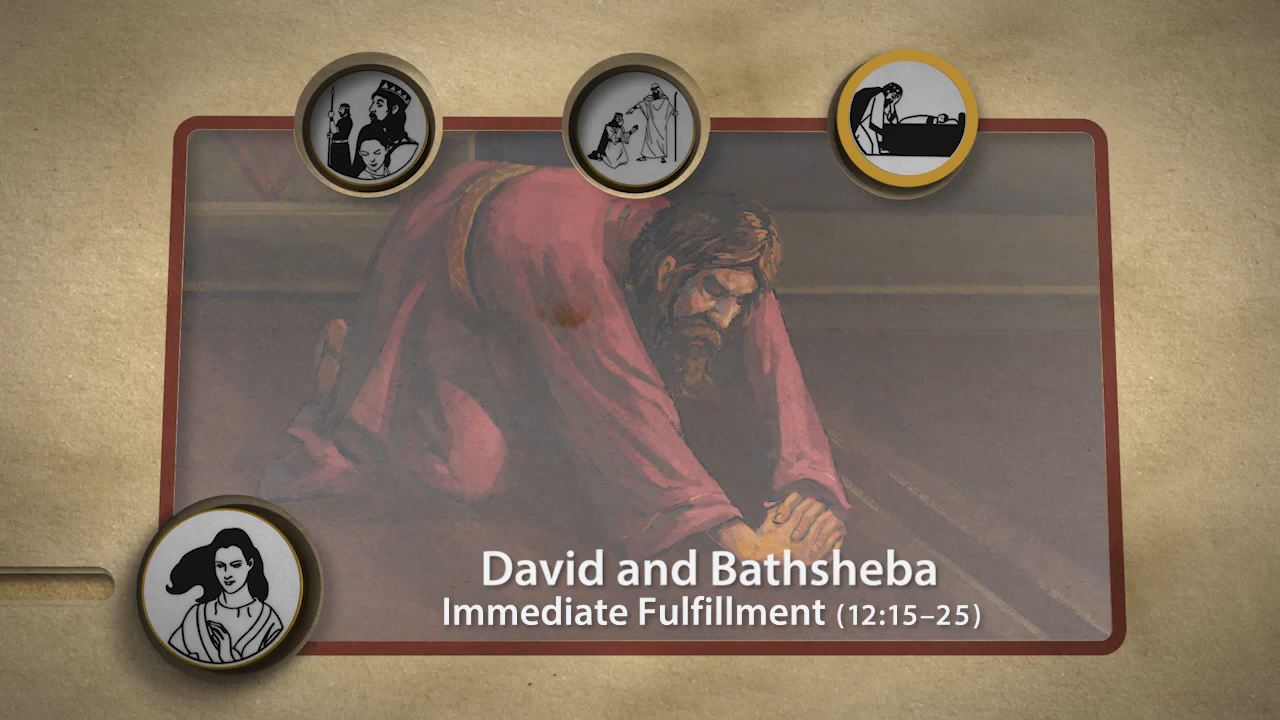 David and Bathsheba
Immediate Fulfillment (12:15–25)